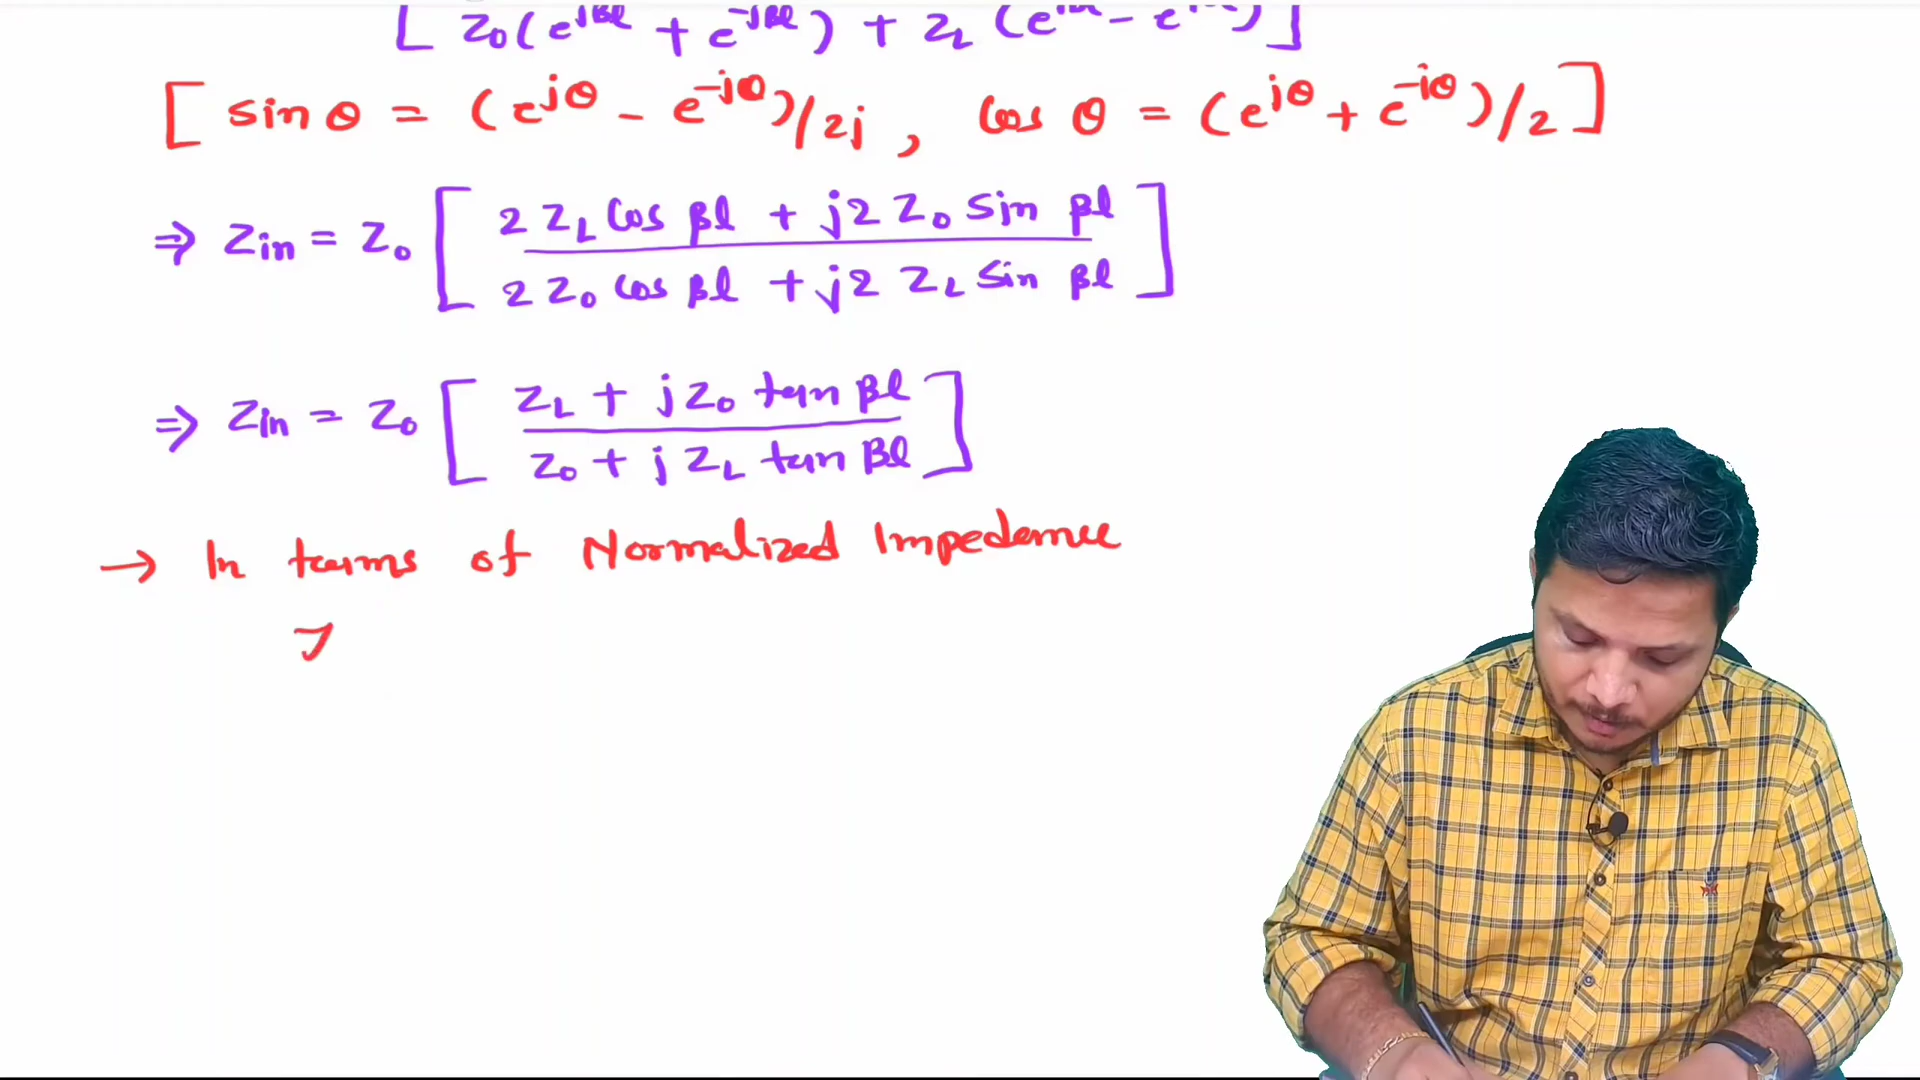 [ Z₀(e^jβl + e^-jβl) + Z_L (e^jβl - e^-jβl) ]
[ sin θ = (e^jθ - e^-jθ)/2j , Cos θ = (e^jθ + e^-jθ)/2 ]
⇒ Zin = Z₀ [ 2 Z_L Cos βl + j2 Z₀ Sin βl
2 Z₀ Cos βl + j2 Z_L Sin βl ]
⇒ Zin = Z₀ [ Z_L + j Z₀ tan βl
Z₀ + j Z_L tan βl ]
→ In terms of Normalized Impedance